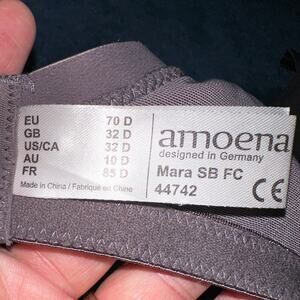 EU 70 D
GB 32 D
US/CA 32 D
AU 10 D
FR 85 D
Made in China / Fabriqué en Chine
amoena
designed in Germany
Mara SB FC
44742 CE